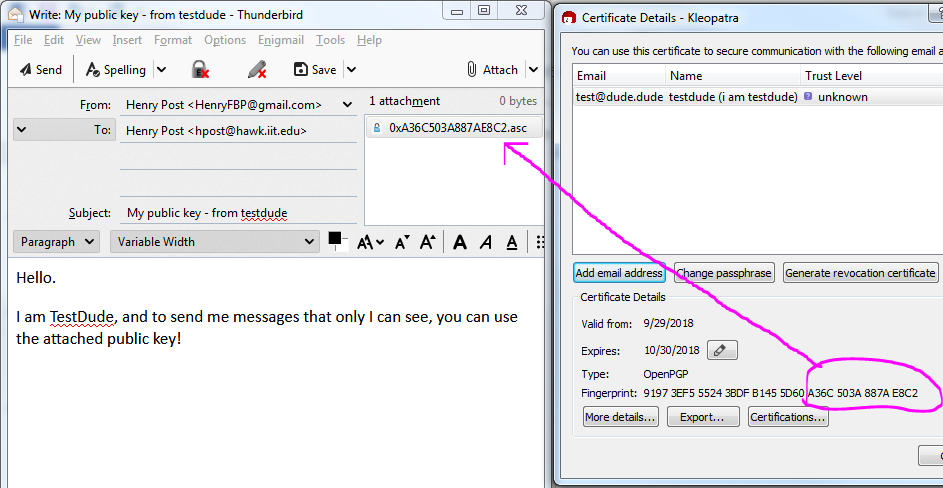 Write: My public key - from testdude - Thunderbird
File Edit View Insert Format Options Enigmail Tools Help
Send Spelling Save Attach
From: Henry Post <HenryFBP@gmail.com>
To: Henry Post <hpost@hawk.iit.edu>
Subject: My public key - from testdude
1 attachment 0 bytes
0xA36C503A887AE8C2.asc
Paragraph Variable Width
Hello.
I am TestDude, and to send me messages that only I can see, you can use
the attached public key!
Certificate Details - Kleopatra
You can use this certificate to secure communication with the following email a
Email Name Trust Level
test@dude.dude testdude (i am testdude) unknown
Add email address Change passphrase Generate revocation certificate
Certificate Details
Valid from: 9/29/2018
Expires: 10/30/2018
Type: OpenPGP
Fingerprint: 9197 3EF5 5524 3BDF B145 5D60 A36C 503A 887A E8C2
More details... Export... Certifications...